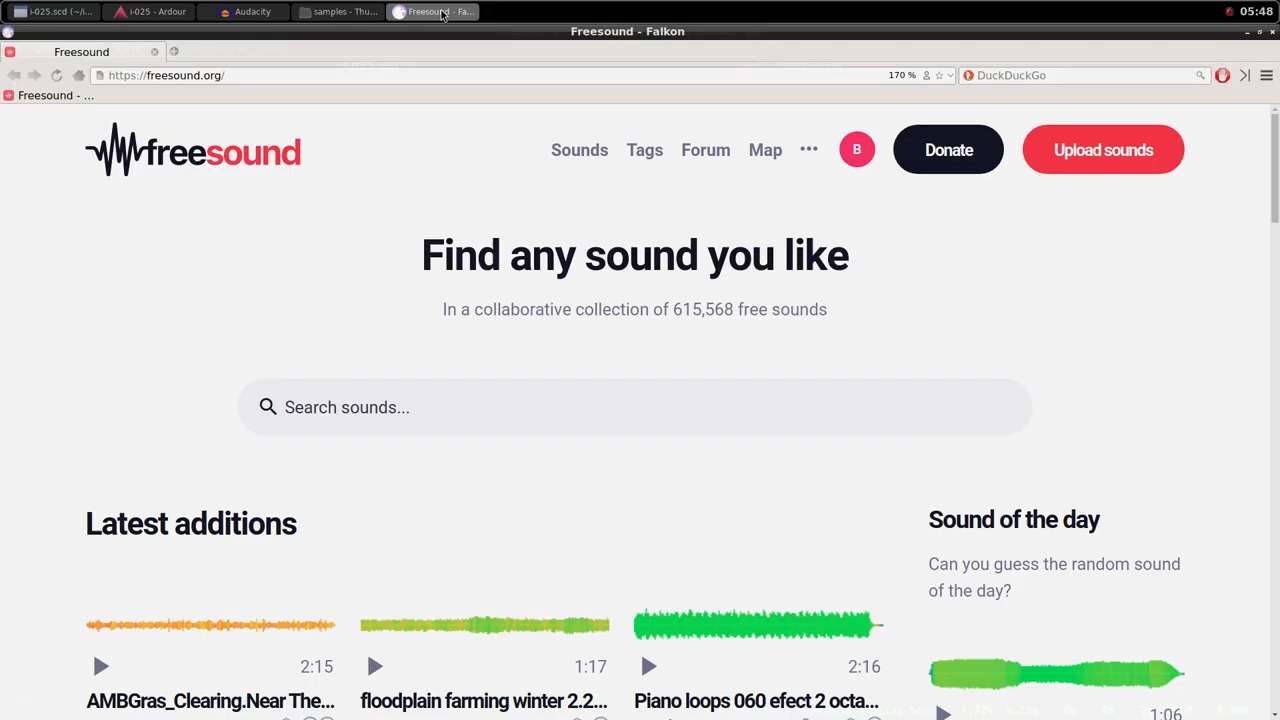 i-025.scd (~/i...
i-025 - Ardour
Audacity
samples - Thu...
Freesound - Fa...
05:48
Freesound - Falkon
Freesound
https://freesound.org/
170 %
DuckDuckGo
Freesound - ...
freesound
Sounds
Tags
Forum
Map
B
Donate
Upload sounds
Find any sound you like
In a collaborative collection of 615,568 free sounds
Search sounds...
Latest additions
Sound of the day
Can you guess the random sound
of the day?
2:15
1:17
2:16
AMBGras_Clearing.Near The...
floodplain farming winter 2.2...
Piano loops 060 efect 2 octa...
1:06